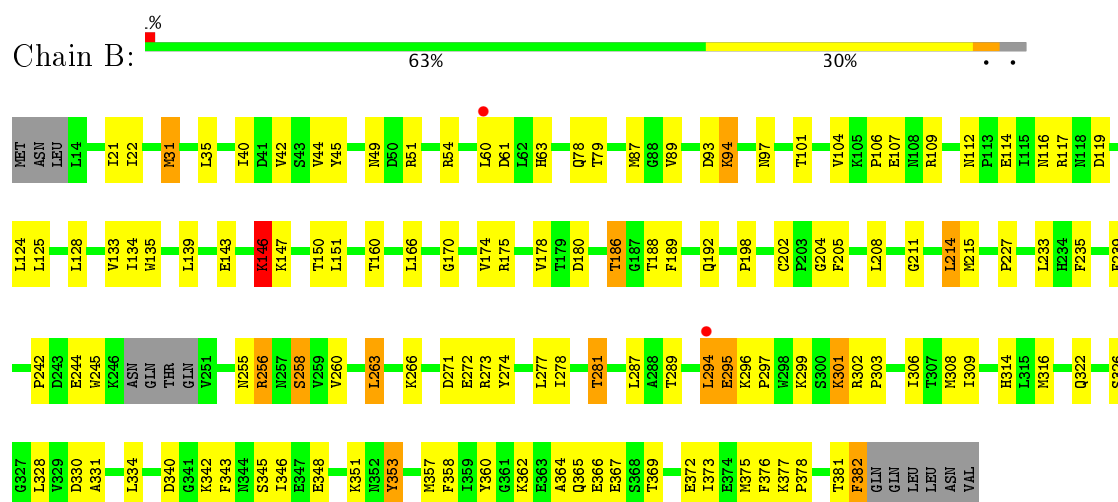 .%
Chain B:
63% 30% • •
MET ASN LEU L14 I21 I22 M31 L35 I40 D41 V42 S43 V44 Y45 N49 D50 R51 R54 L60 D61 L62 H63 Q78 T79 M87 G88 V89 D93 K94 N97 T101 V104 K105 P106 E107 N108 R109 N112 P113 E114 I115 N116 R117 N118 D119
L124 L125 L128 V133 I134 W135 L139 E143 K146 K147 T150 L151 T160 L166 G170 V174 R175 V178 T179 D180 T186 G187 T188 F189 Q192 P198 C202 P203 G204 F205 L208 G211 L214 M215 P227 L233 H234 F235
P242 D243 E244 W245 K246 ASN GLN THR GLN V251 N255 R256 N257 S258 V259 V260 L263 K266 D271 E272 R273 Y274 L277 I278 T281 L287 A288 T289 L294 E295 K296 P297 W298 K299 S300 K301 R302 P303 I306 T307 M308 I309 H314 L315 M316 Q322 S326
G327 L328 V329 D330 A331 L334 D340 G341 K342 F343 N344 S345 I346 E347 E348 K351 N352 Y353 M357 F358 I359 Y360 G361 K362 E363 A364 Q365 E366 E367 S368 T369 E372 I373 E374 M375 F376 K377 P378 T381 F382 GLN GLN LEU LEU ASN VAL